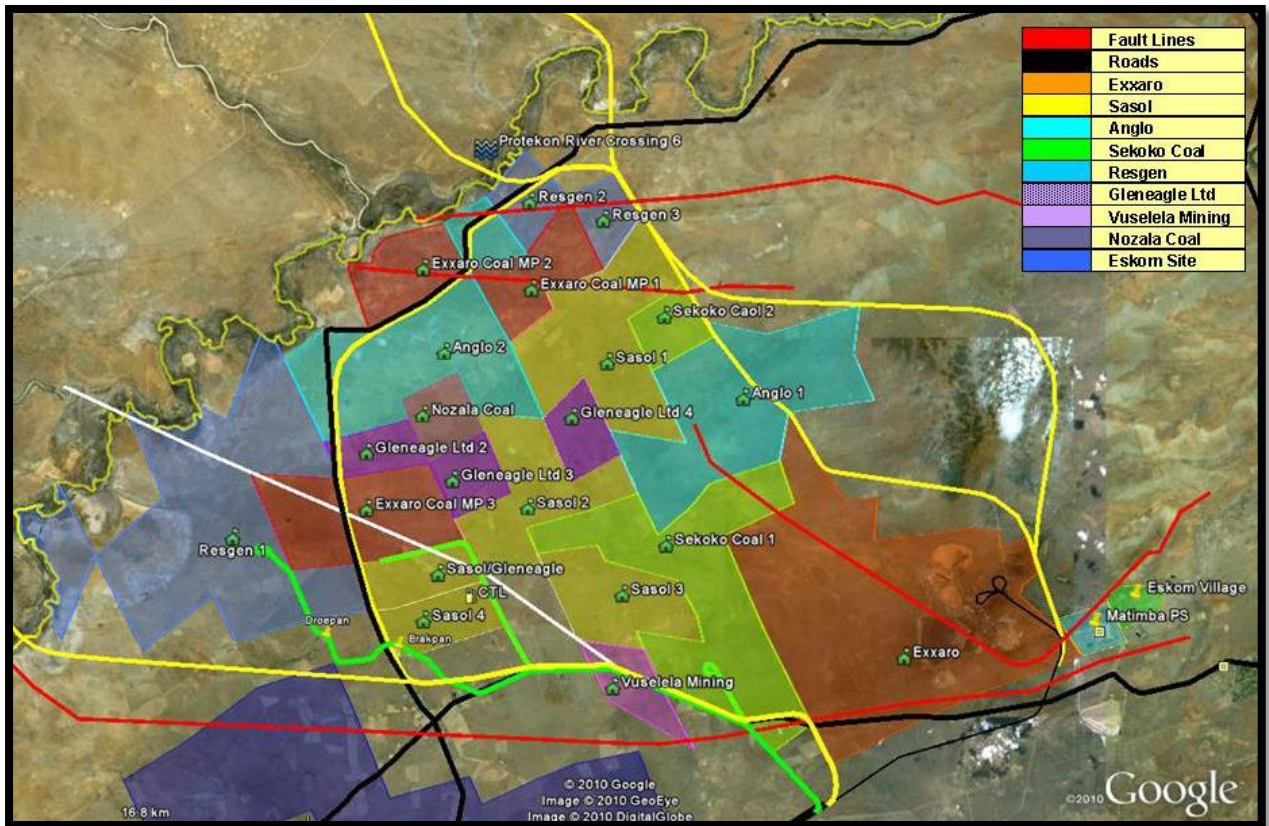 Fault Lines
Roads
Exxaro
Sasol
Anglo
Sekoko Coal
Resgen
Gleneagle Ltd
Vuselela Mining
Nozala Coal
Eskom Site
Protekon River Crossing 6
Resgen 2
Resgen 3
Exxaro Coal MP 2
Exxaro Coal MP 1
Sekoko Caol 2
Anglo 2
Sasol 1
Anglo 1
Nozala Coal
Gleneagle Ltd 4
Gleneagle Ltd 2
Gleneagle Ltd 3
Exxaro Coal MP 3
Sasol 2
Resgen 1
Sekoko Coal 1
Sasol/Gleneagle
CTL
Sasol 3
Eskom Village
Droepan
Sasol 4
Matimba PS
Brakpan
Exxaro
Vuselela Mining
16.8 km
© 2010 Google
Image © 2010 GeoEye
Image © 2010 DigitalGlobe
©2010 Google